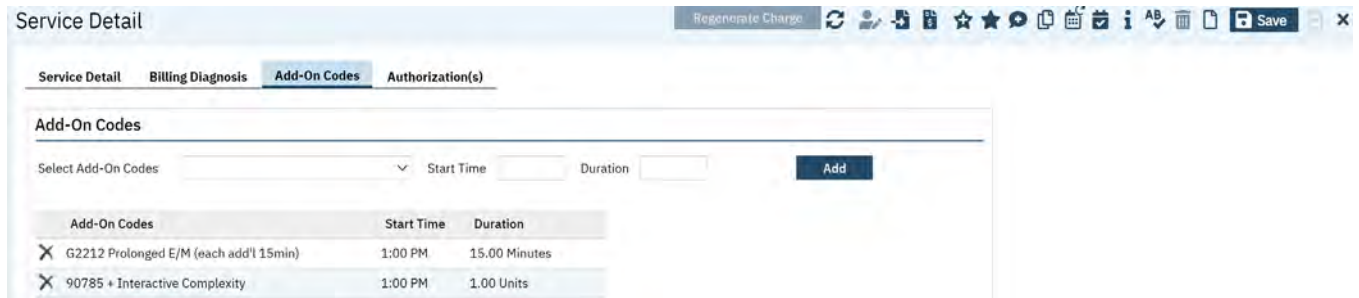 Service Detail Regenerate Charge Save
Service Detail Billing Diagnosis Add-On Codes Authorization(s)
Add-On Codes
Select Add-On Codes Start Time Duration Add
Add-On Codes Start Time Duration
G2212 Prolonged E/M (each add'l 15min) 1:00 PM 15.00 Minutes
90785 + Interactive Complexity 1:00 PM 1.00 Units